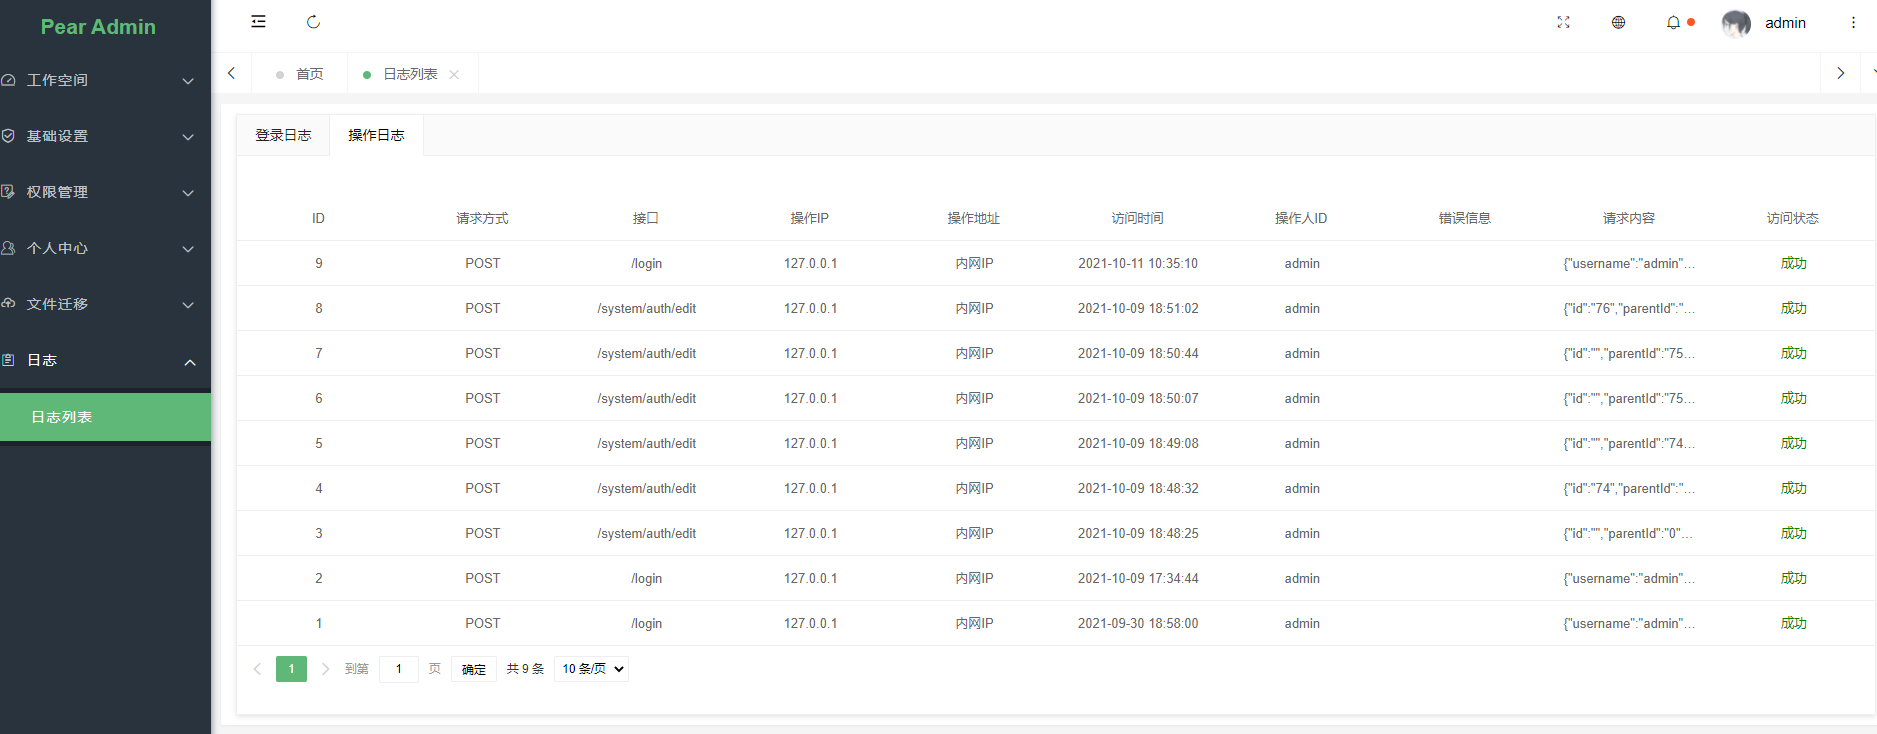 Pear Admin
admin
工作空间
基础设置
权限管理
个人中心
文件迁移
日志
日志列表
首页
日志列表
登录日志 操作日志
ID 请求方式 接口 操作IP 操作地址 访问时间 操作人ID 错误信息 请求内容 访问状态
9 POST /login 127.0.0.1 内网IP 2021-10-11 10:35:10 admin {"username":"admin"... 成功
8 POST /system/auth/edit 127.0.0.1 内网IP 2021-10-09 18:51:02 admin {"id":"76","parentId":"... 成功
7 POST /system/auth/edit 127.0.0.1 内网IP 2021-10-09 18:50:44 admin {"id":"","parentId":"75... 成功
6 POST /system/auth/edit 127.0.0.1 内网IP 2021-10-09 18:50:07 admin {"id":"","parentId":"75... 成功
5 POST /system/auth/edit 127.0.0.1 内网IP 2021-10-09 18:49:08 admin {"id":"","parentId":"74... 成功
4 POST /system/auth/edit 127.0.0.1 内网IP 2021-10-09 18:48:32 admin {"id":"74","parentId":"... 成功
3 POST /system/auth/edit 127.0.0.1 内网IP 2021-10-09 18:48:25 admin {"id":"","parentId":"0"... 成功
2 POST /login 127.0.0.1 内网IP 2021-10-09 17:34:44 admin {"username":"admin"... 成功
1 POST /login 127.0.0.1 内网IP 2021-09-30 18:58:00 admin {"username":"admin"... 成功
1 到第 1 页 确定 共 9 条 10 条/页